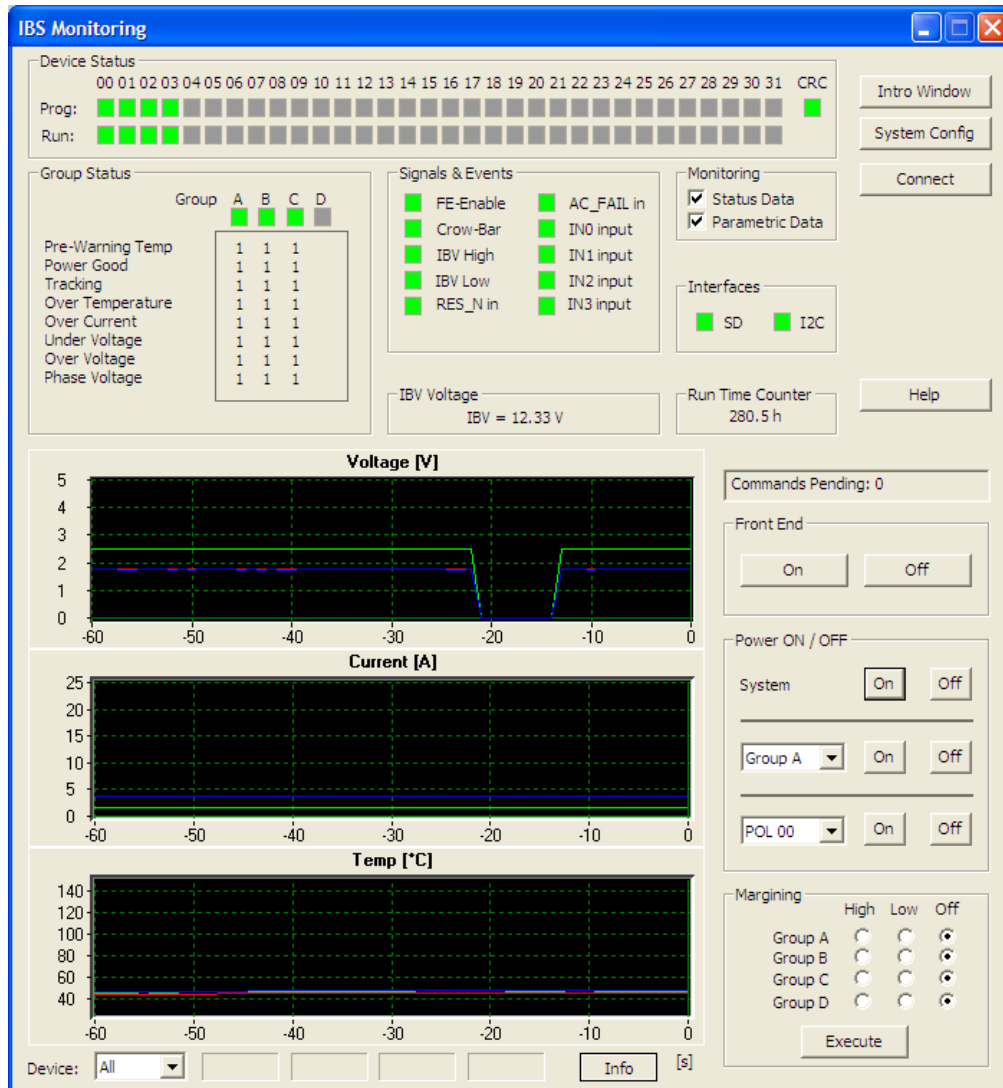 IBS Monitoring
Device Status
00 01 02 03 04 05 06 07 08 09 10 11 12 13 14 15 16 17 18 19 20 21 22 23 24 25 26 27 28 29 30 31 CRC
Prog:
Run:
Intro Window
System Config
Connect
Group Status
Group A B C D
Pre-Warning Temp 1 1 1
Power Good 1 1 1
Tracking 1 1 1
Over Temperature 1 1 1
Over Current 1 1 1
Under Voltage 1 1 1
Over Voltage 1 1 1
Phase Voltage 1 1 1
Signals & Events
FE-Enable AC_FAIL in
Crow-Bar IN0 input
IBV High IN1 input
IBV Low IN2 input
RES_N in IN3 input
Monitoring
Status Data
Parametric Data
Interfaces
SD I2C
IBV Voltage
IBV = 12.33 V
Run Time Counter
280.5 h
Help
Voltage [V]
5
4
3
2
1
0
-60 -50 -40 -30 -20 -10 0
Current [A]
25
20
15
10
5
0
-60 -50 -40 -30 -20 -10 0
Temp [°C]
140
120
100
80
60
40
-60 -50 -40 -30 -20 -10 0
Device: All Info [s]
Commands Pending: 0
Front End
On Off
Power ON / OFF
System On Off
Group A On Off
POL 00 On Off
Margining
High Low Off
Group A
Group B
Group C
Group D
Execute